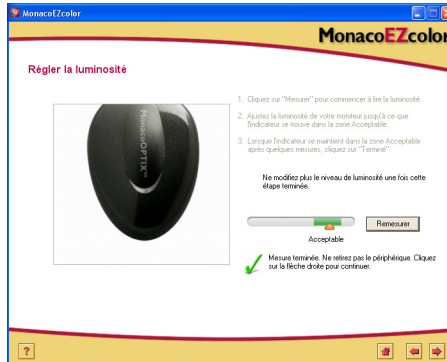 MonacoEZcolor
MonacoEZcolor
Régler la luminosité
MonacoOPTIX
1. Cliquez sur "Mesurer" pour commencer à lire la luminosité.
2. Ajustez la luminosité de votre moniteur jusqu'à ce que
l'indicateur se trouve dans la zone Acceptable.
3. Lorsque l'indicateur se maintient dans la zone Acceptable
après quelques mesures, cliquez sur "Terminé".
Ne modifiez plus le niveau de luminosité une fois cette
étape terminée.
Remesurer
Acceptable
Mesure terminée. Ne retirez pas le périphérique. Cliquez
sur la flèche droite pour continuer.
?